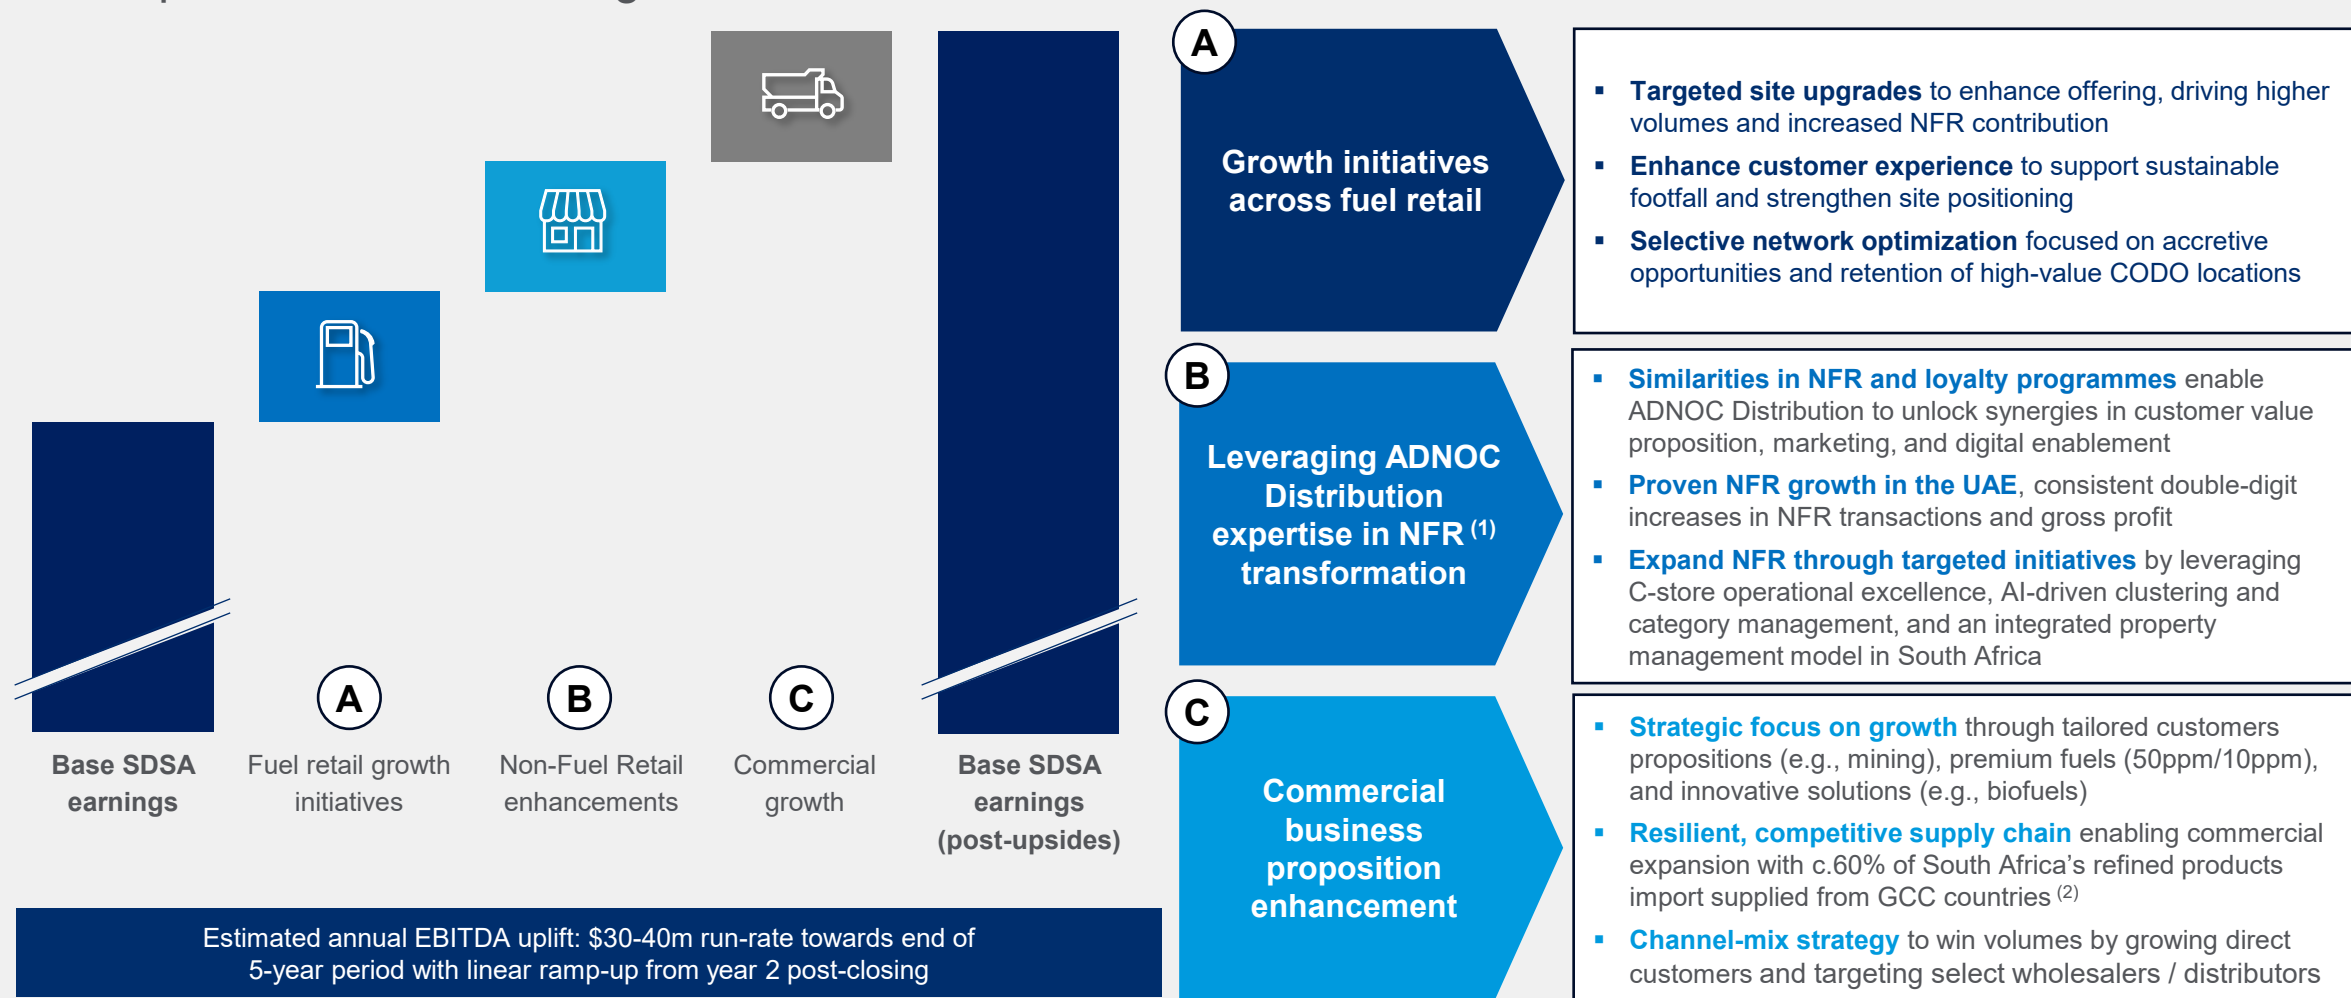 A
B
C
Base SDSA
earnings
Fuel retail growth
initiatives
Non-Fuel Retail
enhancements
Commercial
growth
Base SDSA
earnings
(post-upsides)
Estimated annual EBITDA uplift: $30-40m run-rate towards end of
5-year period with linear ramp-up from year 2 post-closing
A
Growth initiatives
across fuel retail
▪ Targeted site upgrades to enhance offering, driving higher
volumes and increased NFR contribution
▪ Enhance customer experience to support sustainable
footfall and strengthen site positioning
▪ Selective network optimization focused on accretive
opportunities and retention of high-value CODO locations
B
Leveraging ADNOC
Distribution
expertise in NFR (1)
transformation
▪ Similarities in NFR and loyalty programmes enable
ADNOC Distribution to unlock synergies in customer value
proposition, marketing, and digital enablement
▪ Proven NFR growth in the UAE, consistent double-digit
increases in NFR transactions and gross profit
▪ Expand NFR through targeted initiatives by leveraging
C-store operational excellence, AI-driven clustering and
category management, and an integrated property
management model in South Africa
C
Commercial
business
proposition
enhancement
▪ Strategic focus on growth through tailored customers
propositions (e.g., mining), premium fuels (50ppm/10ppm),
and innovative solutions (e.g., biofuels)
▪ Resilient, competitive supply chain enabling commercial
expansion with c.60% of South Africa's refined products
import supplied from GCC countries (2)
▪ Channel-mix strategy to win volumes by growing direct
customers and targeting select wholesalers / distributors